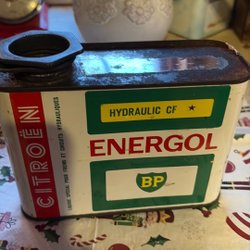 CITROËN
HYDRAULIC CF
ENERGOL
BP